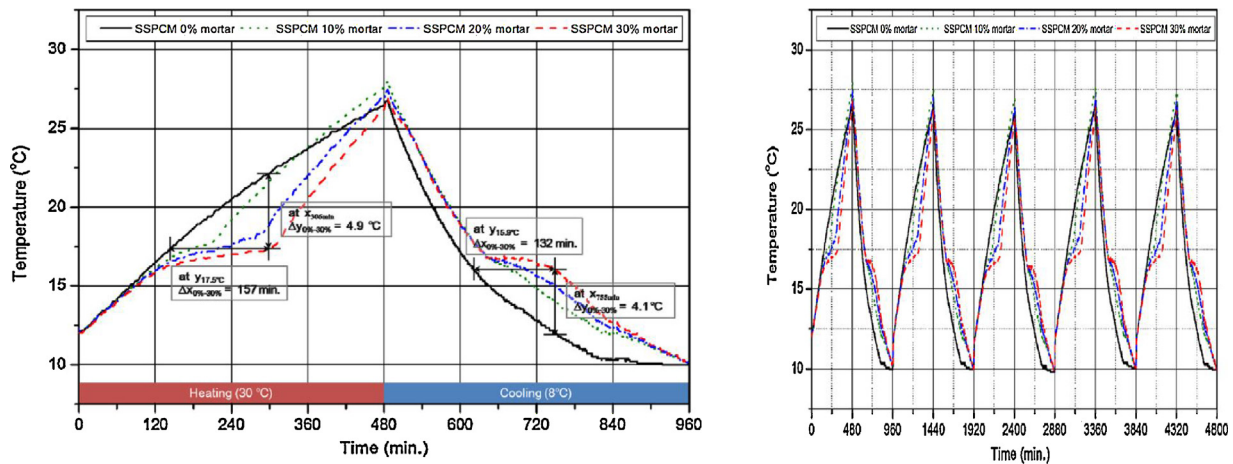 SSPCM 0% mortar SSPCM 10% mortar SSPCM 20% mortar SSPCM 30% mortar
30
25
20
15
10
Temperature (°C)
at
Δy0%-30% = 4.9 °C
at y17.5°C
Δx0%-30% = 157 min.
at y15.9°C
Δx0%-30% = 132 min.
at
Δy0%-30% = 4.1°C
Heating (30 °C)
Cooling (8°C)
0 120 240 360 480 600 720 840 960
Time (min.)
SSPCM 0% mortar SSPCM 10% mortar SSPCM 20% mortar SSPCM 30% mortar
30
25
20
15
10
Temperature (°C)
0 480 960 1440 1920 2400 2880 3360 3840 4320 4800
Time (min.)